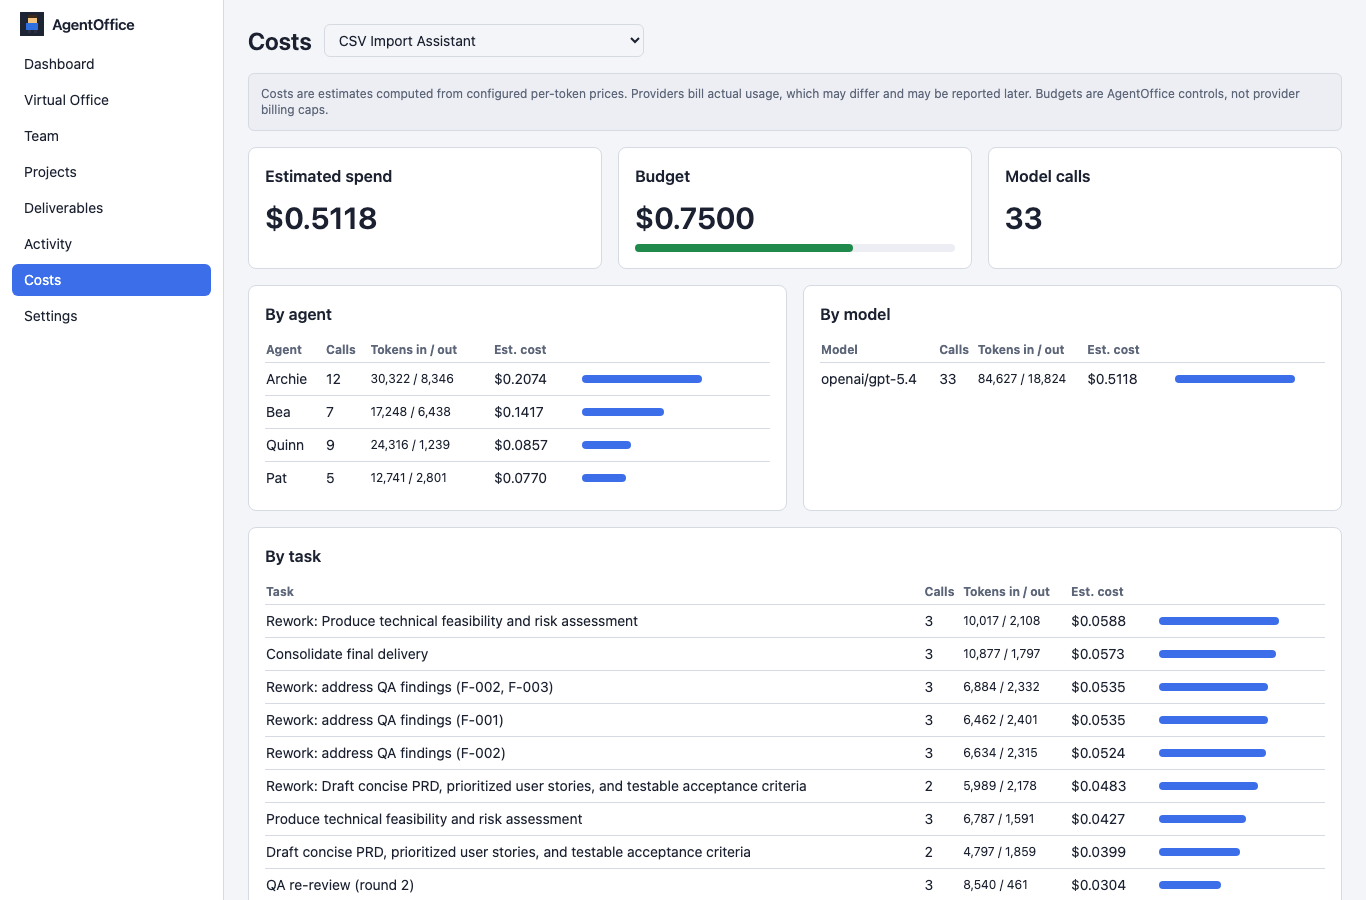 AgentOffice
Dashboard
Virtual Office
Team
Projects
Deliverables
Activity
Costs
Settings
Costs
CSV Import Assistant
Costs are estimates computed from configured per-token prices. Providers bill actual usage, which may differ and may be reported later. Budgets are AgentOffice controls, not provider
billing caps.
Estimated spend
$0.5118
Budget
$0.7500
Model calls
33
By agent
Agent Calls Tokens in / out Est. cost
Archie 12 30,322 / 8,346 $0.2074
Bea 7 17,248 / 6,438 $0.1417
Quinn 9 24,316 / 1,239 $0.0857
Pat 5 12,741 / 2,801 $0.0770
By model
Model Calls Tokens in / out Est. cost
openai/gpt-5.4 33 84,627 / 18,824 $0.5118
By task
Task Calls Tokens in / out Est. cost
Rework: Produce technical feasibility and risk assessment 3 10,017 / 2,108 $0.0588
Consolidate final delivery 3 10,877 / 1,797 $0.0573
Rework: address QA findings (F-002, F-003) 3 6,884 / 2,332 $0.0535
Rework: address QA findings (F-001) 3 6,462 / 2,401 $0.0535
Rework: address QA findings (F-002) 3 6,634 / 2,315 $0.0524
Rework: Draft concise PRD, prioritized user stories, and testable acceptance criteria 2 5,989 / 2,178 $0.0483
Produce technical feasibility and risk assessment 3 6,787 / 1,591 $0.0427
Draft concise PRD, prioritized user stories, and testable acceptance criteria 2 4,797 / 1,859 $0.0399
QA re-review (round 2) 3 8,540 / 461 $0.0304